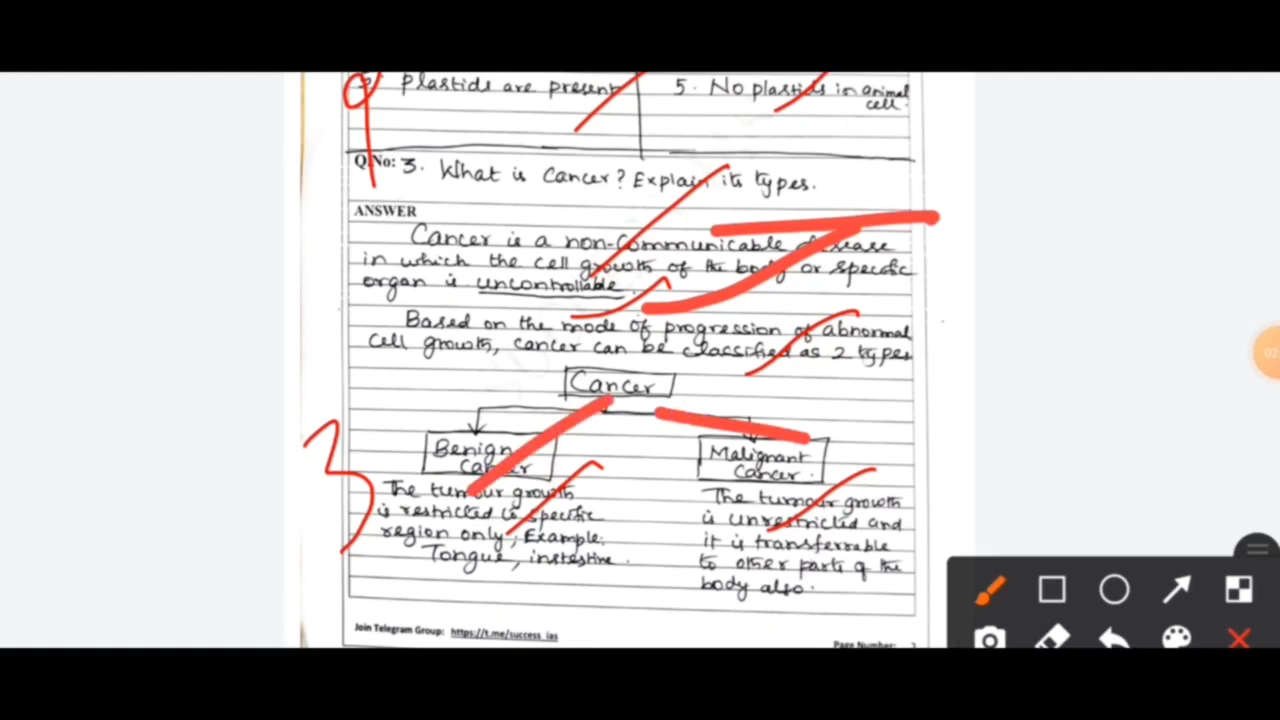 5. Plastids are present
5. No plastids in animal cell.
Q.No: 3. What is Cancer? Explain its types.
ANSWER
Cancer is a non-communicable disease
in which the cell growth of the body or specific
organ is uncontrollable.
Based on the mode of progression of abnormal
cell growth, cancer can be classified as 2 types
Cancer
Benign
Cancer
The tumour growth
is restricted to specific
region only, Example:
Tongue, instestine.
Malignant
Cancer.
The tumour growth
is unrestricted and
it is transferrable
to other parts of the
body also.
3
Join Telegram Group: https://t.me/success_ias
Page Number:
02